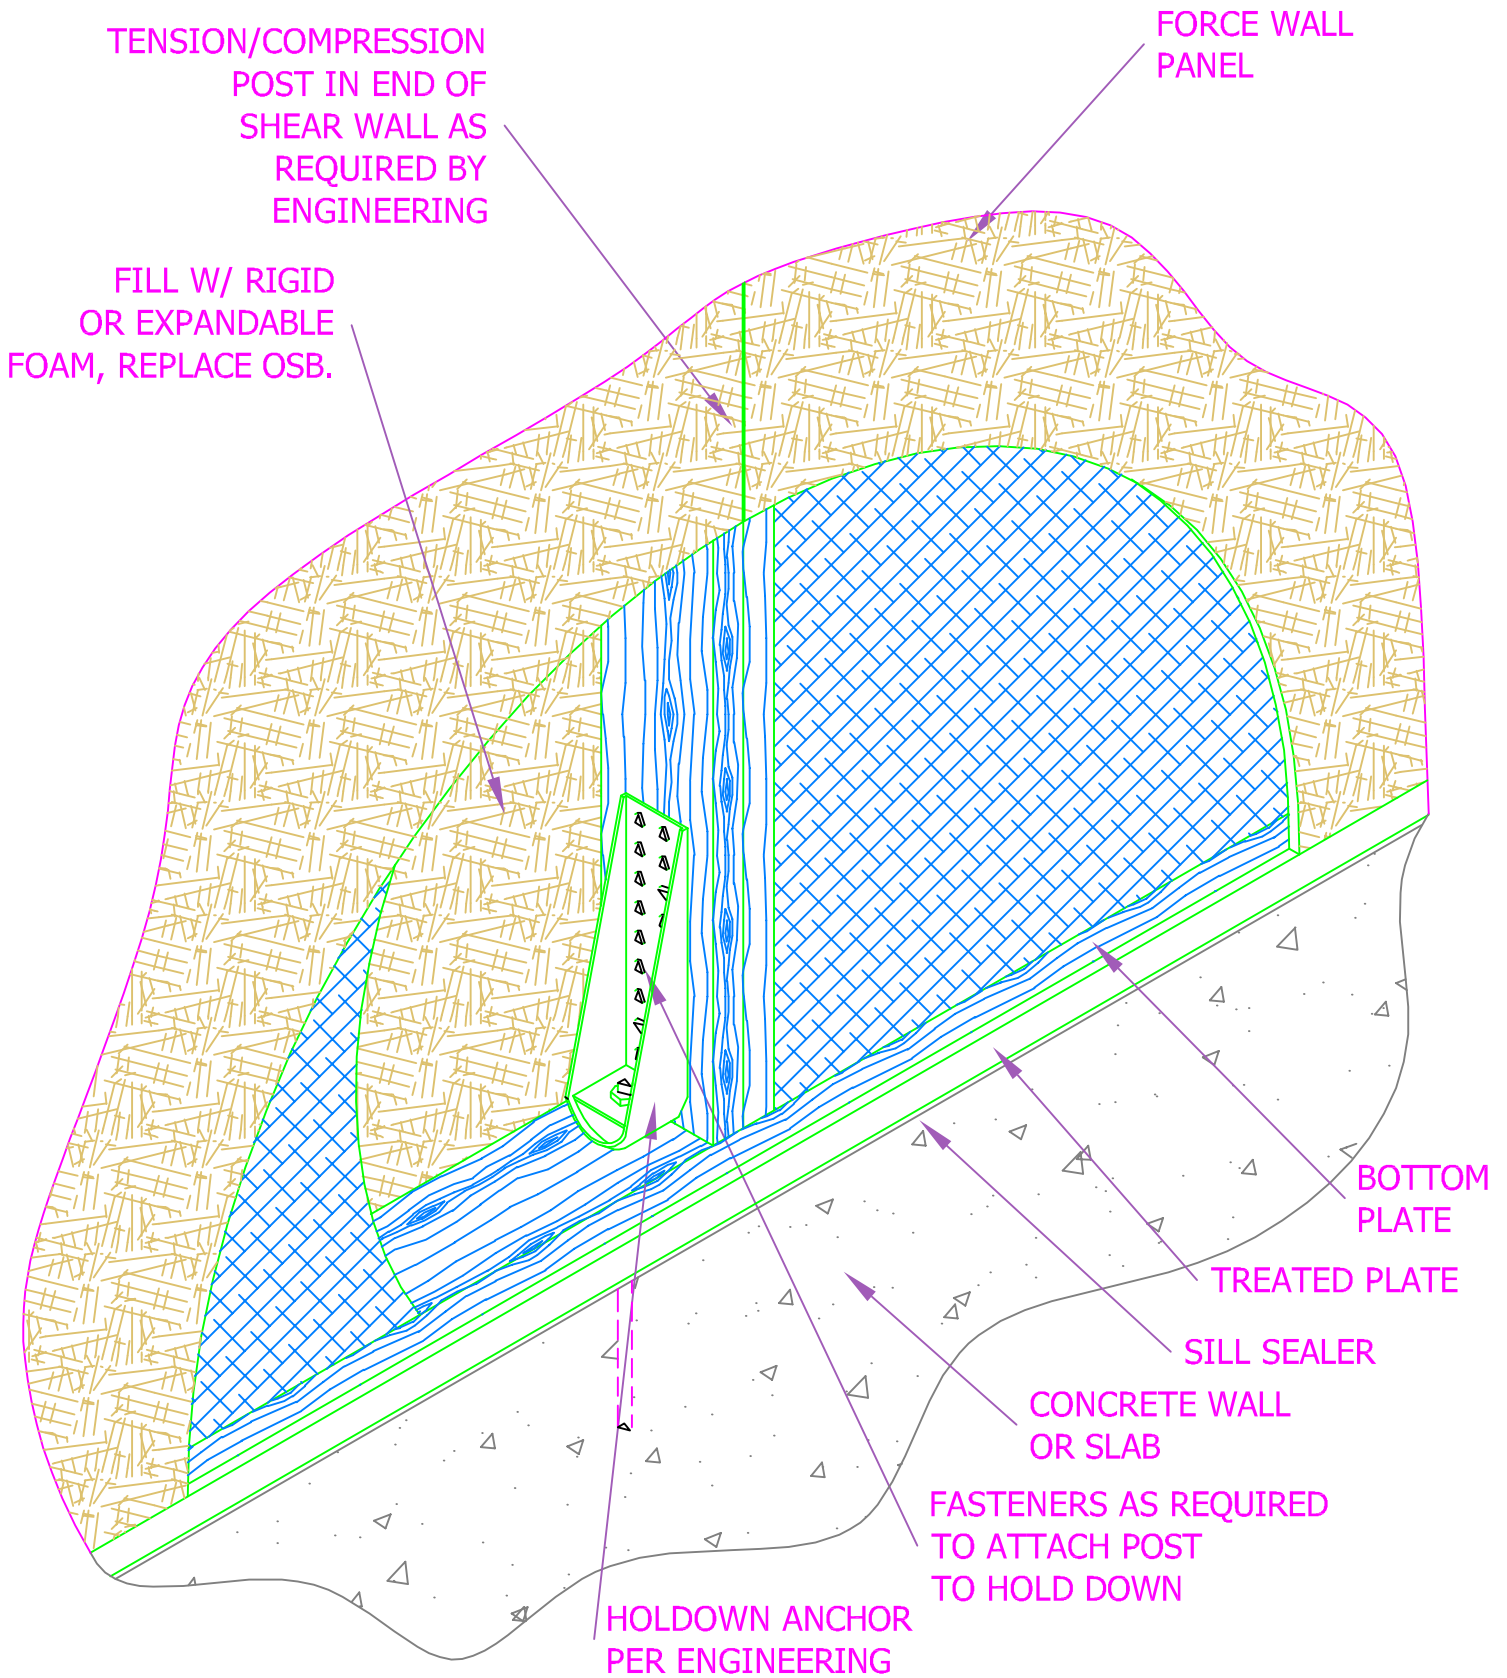 FORCE WALL
PANEL
TENSION/COMPRESSION
POST IN END OF
SHEAR WALL AS
REQUIRED BY
ENGINEERING
FILL W/ RIGID
OR EXPANDABLE
FOAM, REPLACE OSB.
BOTTOM
PLATE
TREATED PLATE
SILL SEALER
CONCRETE WALL
OR SLAB
FASTENERS AS REQUIRED
TO ATTACH POST
TO HOLD DOWN
HOLDOWN ANCHOR
PER ENGINEERING